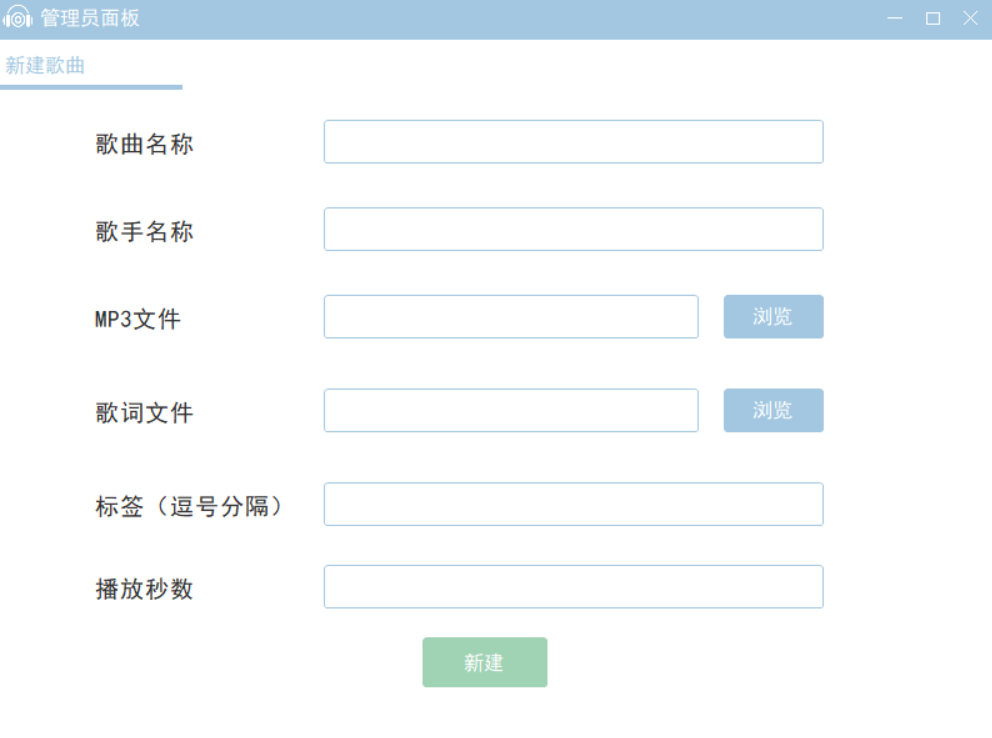 管理员面板
新建歌曲
歌曲名称
歌手名称
MP3文件
浏览
歌词文件
浏览
标签（逗号分隔）
播放秒数
新建